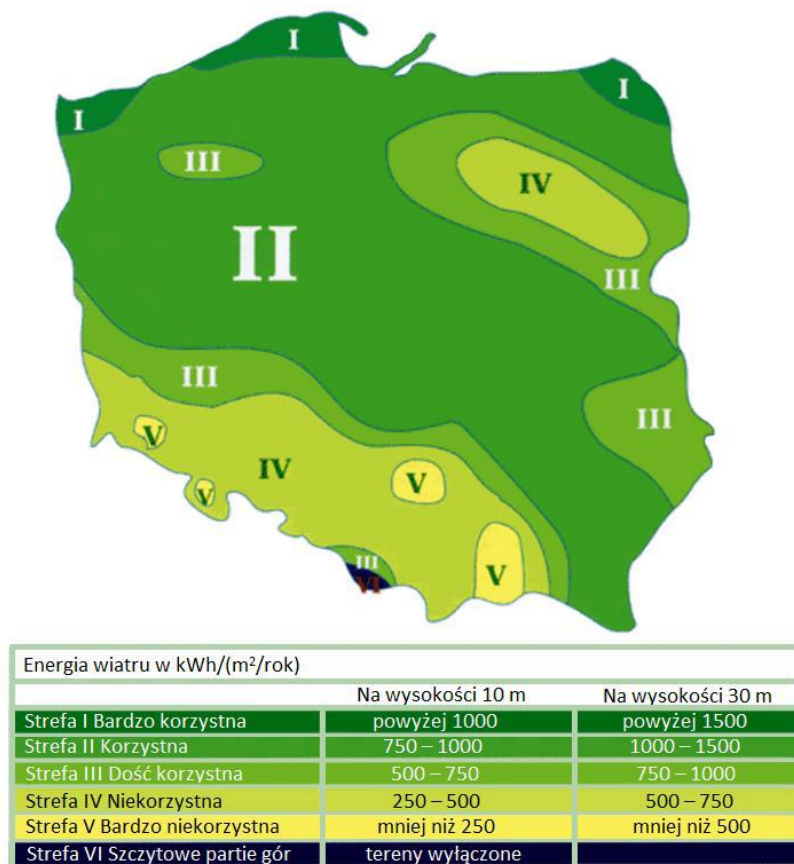 I
I
I
III
IV
II
III
III
III
V
IV
V
V
III
V
VI
Energia wiatru w kWh/(m²/rok)
Na wysokości 10 m Na wysokości 30 m
Strefa I Bardzo korzystna powyżej 1000 powyżej 1500
Strefa II Korzystna 750 – 1000 1000 – 1500
Strefa III Dość korzystna 500 – 750 750 – 1000
Strefa IV Niekorzystna 250 – 500 500 – 750
Strefa V Bardzo niekorzystna mniej niż 250 mniej niż 500
Strefa VI Szczytowe partie gór tereny wyłączone